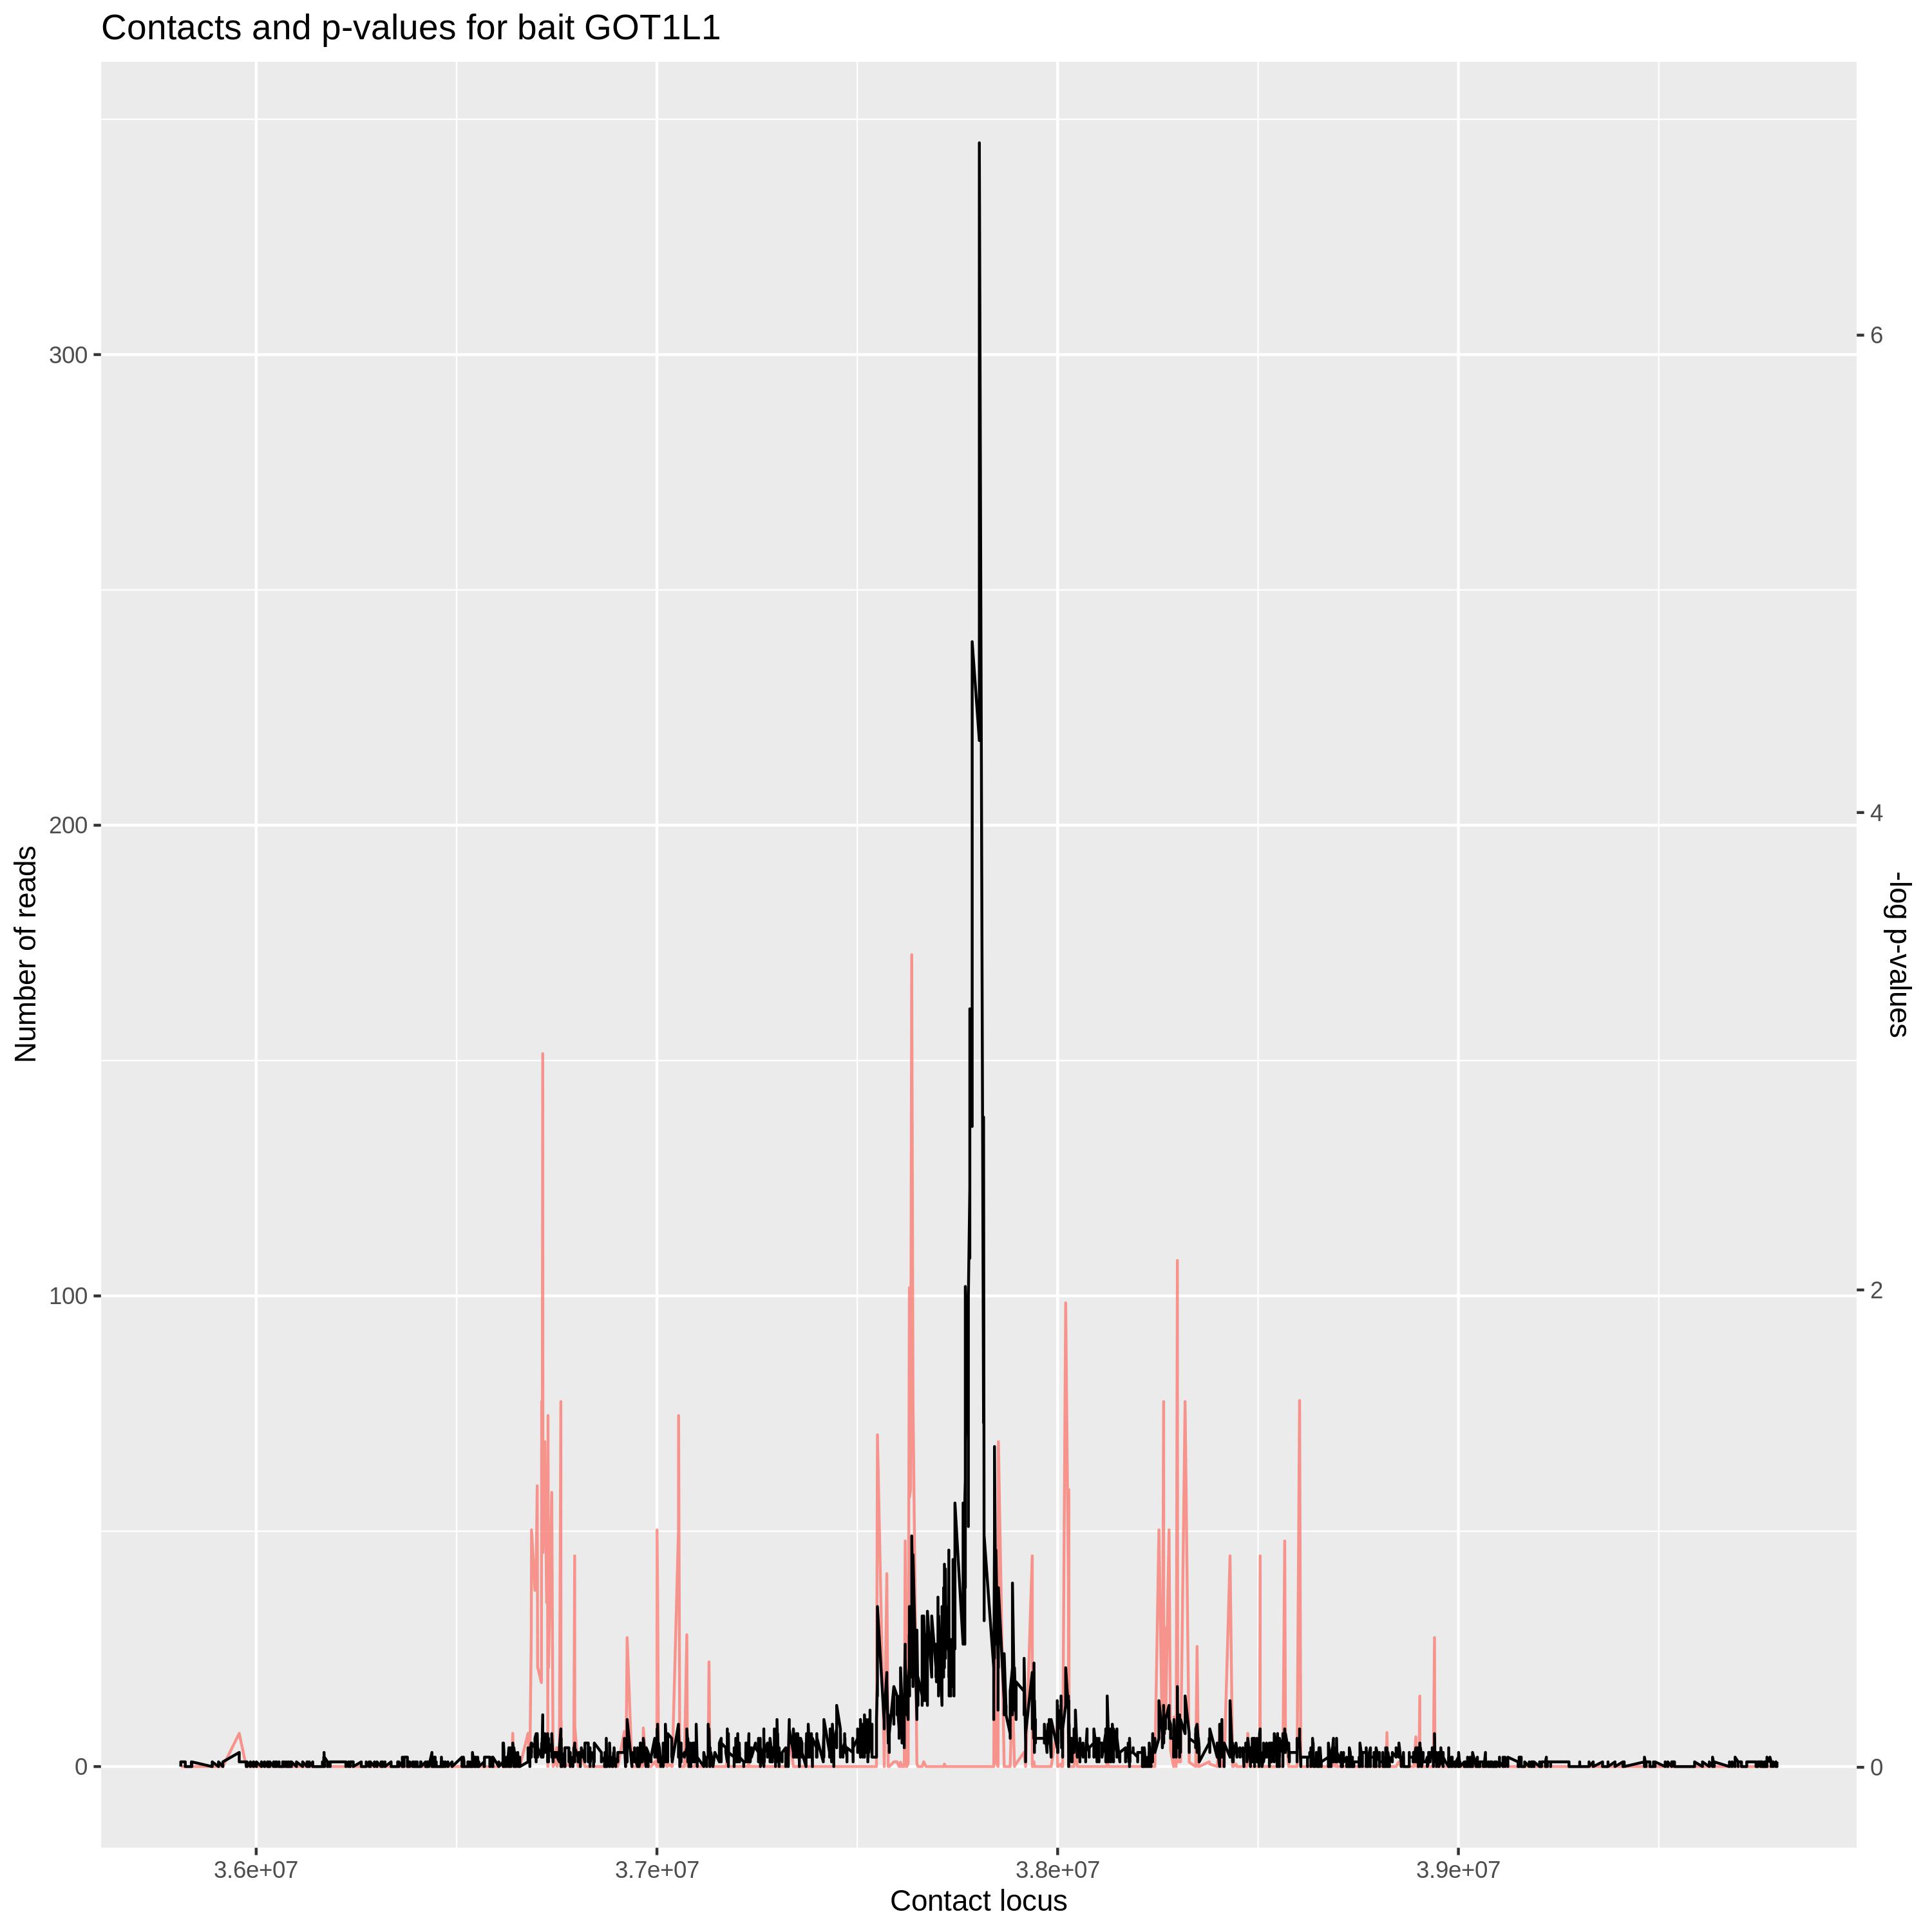 Contacts and p-values for bait GOT1L1
300
200
100
0
Number of reads
6
4
2
0
-log p-values
3.6e+07
3.7e+07
3.8e+07
3.9e+07
Contact locus